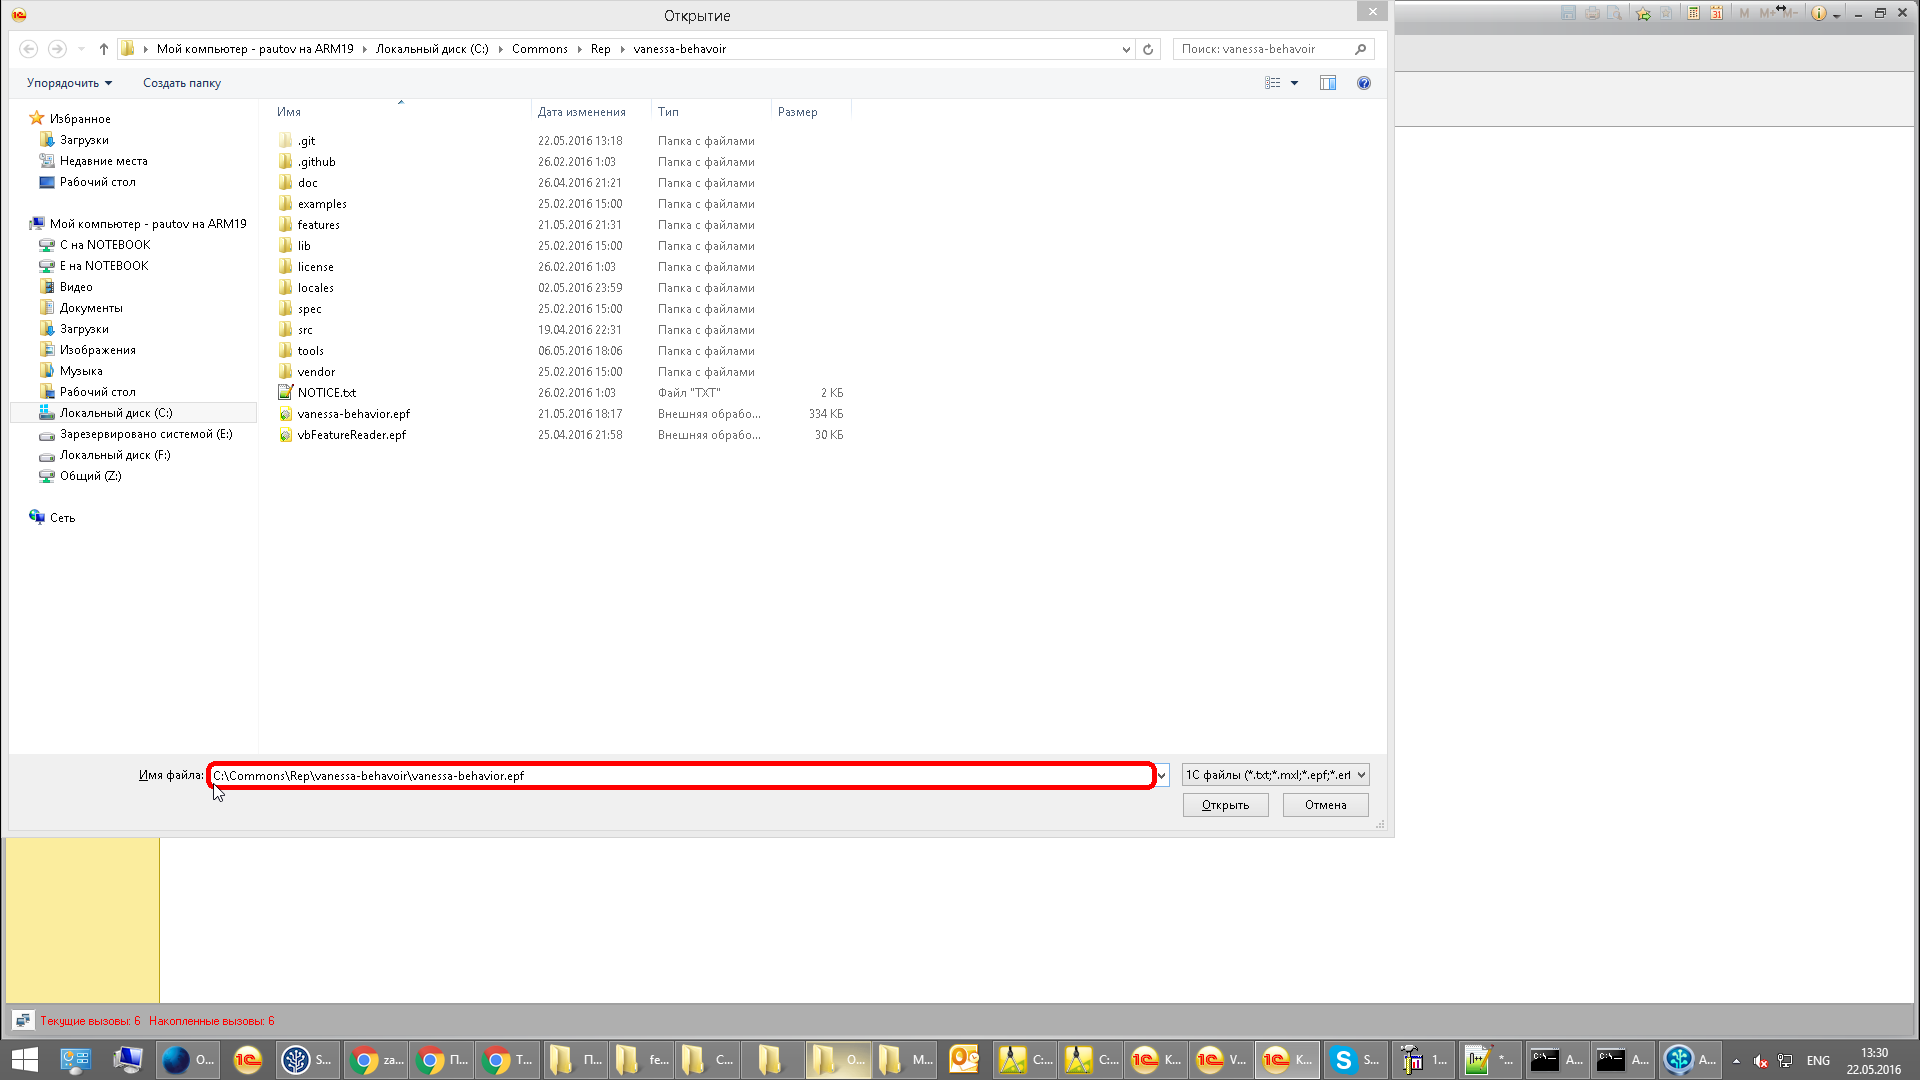 Открытие
Мой компьютер - pautov на ARM19 Локальный диск (C:) Commons Rep vanessa-behavoir
Поиск: vanessa-behavoir
Упорядочить Создать папку
Имя Дата изменения Тип Размер
Избранное
Загрузки
Недавние места
Рабочий стол
Мой компьютер - pautov на ARM19
C на NOTEBOOK
E на NOTEBOOK
Видео
Документы
Загрузки
Изображения
Музыка
Рабочий стол
Локальный диск (C:)
Зарезервировано системой (E:)
Локальный диск (F:)
Общий (Z:)
Сеть
.git 22.05.2016 13:18 Папка с файлами
.github 26.02.2016 1:03 Папка с файлами
doc 26.04.2016 21:21 Папка с файлами
examples 25.02.2016 15:00 Папка с файлами
features 21.05.2016 21:31 Папка с файлами
lib 25.02.2016 15:00 Папка с файлами
license 26.02.2016 1:03 Папка с файлами
locales 02.05.2016 23:59 Папка с файлами
spec 25.02.2016 15:00 Папка с файлами
src 19.04.2016 22:31 Папка с файлами
tools 06.05.2016 18:06 Папка с файлами
vendor 25.02.2016 15:00 Папка с файлами
NOTICE.txt 26.02.2016 1:03 Файл "TXT" 2 КБ
vanessa-behavior.epf 21.05.2016 18:17 Внешняя обрабо... 334 КБ
vbFeatureReader.epf 25.04.2016 21:58 Внешняя обрабо... 30 КБ
Имя файла: C:\Commons\Rep\vanessa-behavoir\vanessa-behavior.epf
1С файлы (*.txt;*.mxl;*.epf;*.erl
Открыть Отмена
M M+ M-
31
Текущие вызовы: 6 Накопленные вызовы: 6
O... S... za... П... T... П... fe... C... O... M... C:... C:... K... V... K... S... 1... *... A... A... A...
ENG
13:30
22.05.2016